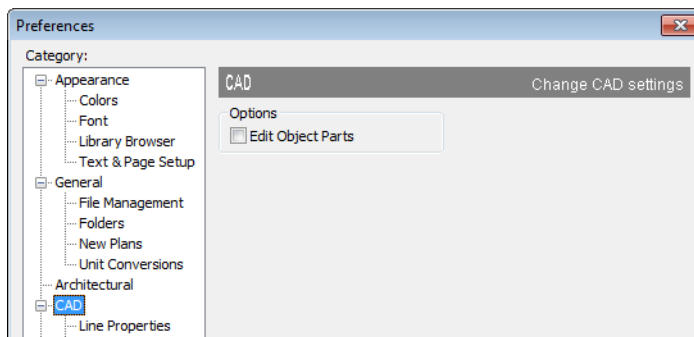 Preferences
Category:
Appearance
Colors
Font
Library Browser
Text & Page Setup
General
File Management
Folders
New Plans
Unit Conversions
Architectural
CAD
Line Properties
CAD Change CAD settings
Options
Edit Object Parts